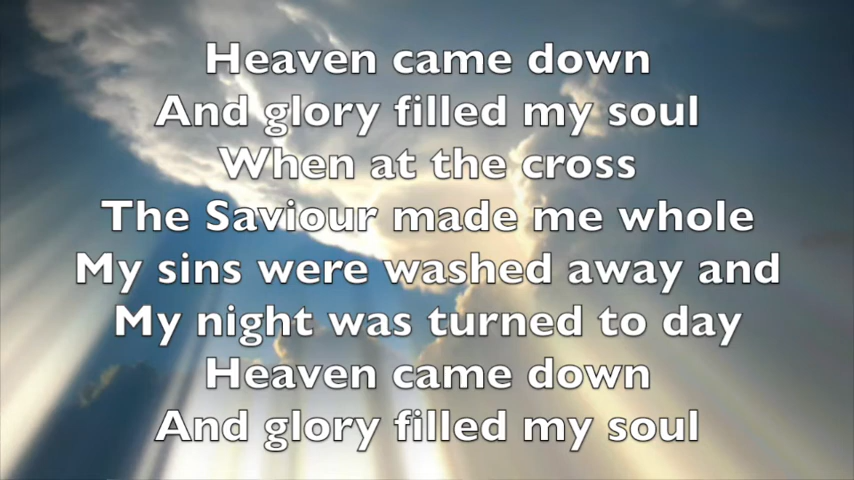 Heaven came down
And glory filled my soul
When at the cross
The Saviour made me whole
My sins were washed away and
My night was turned to day
Heaven came down
And glory filled my soul